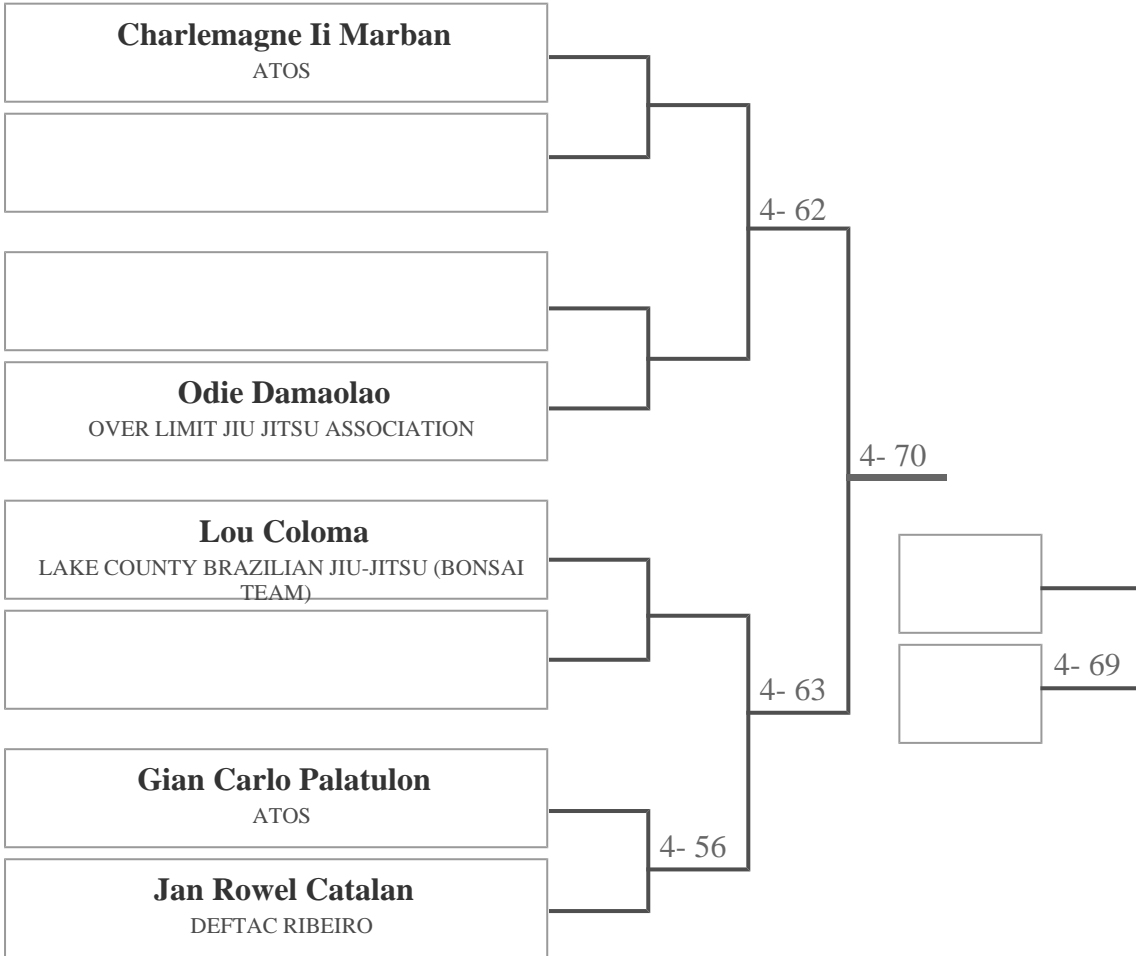 Charlemagne Ii Marban
ATOS
4- 62
Odie Damaolao
OVER LIMIT JIU JITSU ASSOCIATION
4- 70
Lou Coloma
LAKE COUNTY BRAZILIAN JIU-JITSU (BONSAI
TEAM)
4- 69
4- 63
Gian Carlo Palatulon
ATOS
4- 56
Jan Rowel Catalan
DEFTAC RIBEIRO